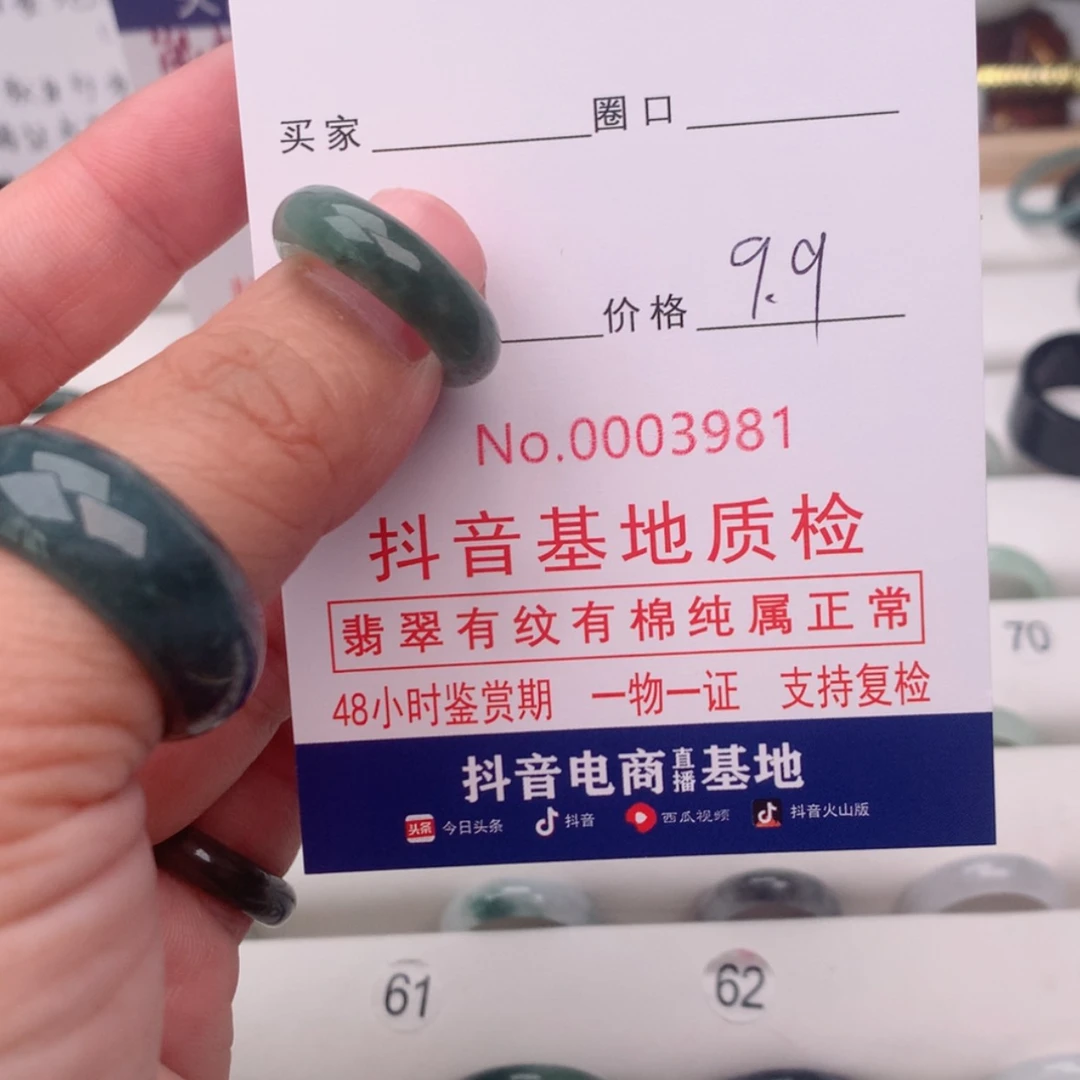 买家 圈口
价格 9.9
No.0003981
抖音基地质检
翡翠有纹有棉纯属正常
48小时鉴赏期 一物一证 支持复检
抖音电商直播基地
头条 今日头条 抖音 西瓜视频 抖音火山版
70
61 62